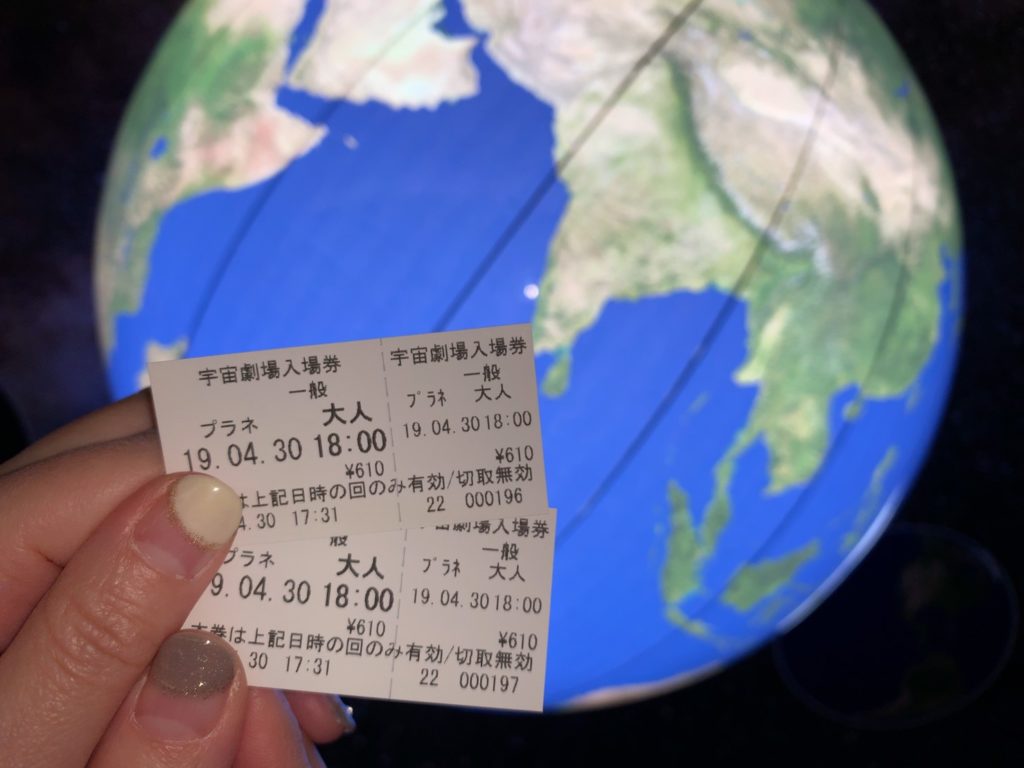 宇宙劇場入場券
一般
プラネ 大人
19.04.30 18:00
¥610
は上記日時の回のみ有効/切取無効
.30 17:31
宇宙劇場入場券
一般
プラネ 大人
19.04.30 18:00
¥610
22 000196
般
プラネ 大人
9.04.30 18:00
¥610
本券は上記日時の回のみ有効/切取無効
30 17:31
宇宙劇場入場券
一般
プラネ 大人
19.04.30 18:00
¥610
22 000197